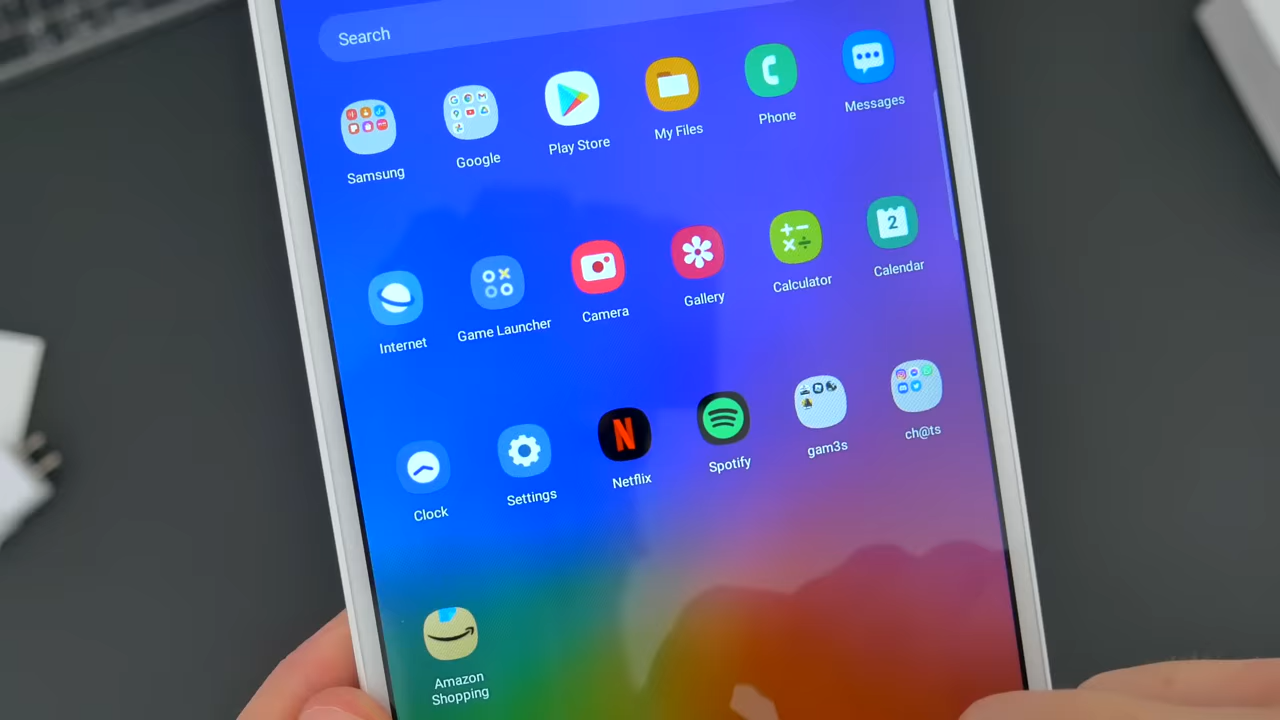 Search
Samsung
Google
Play Store
My Files
Phone
Messages
Internet
Game Launcher
Camera
Gallery
Calculator
2
Calendar
Clock
Settings
N
Netflix
Spotify
gam3s
ch@ts
Amazon
Shopping